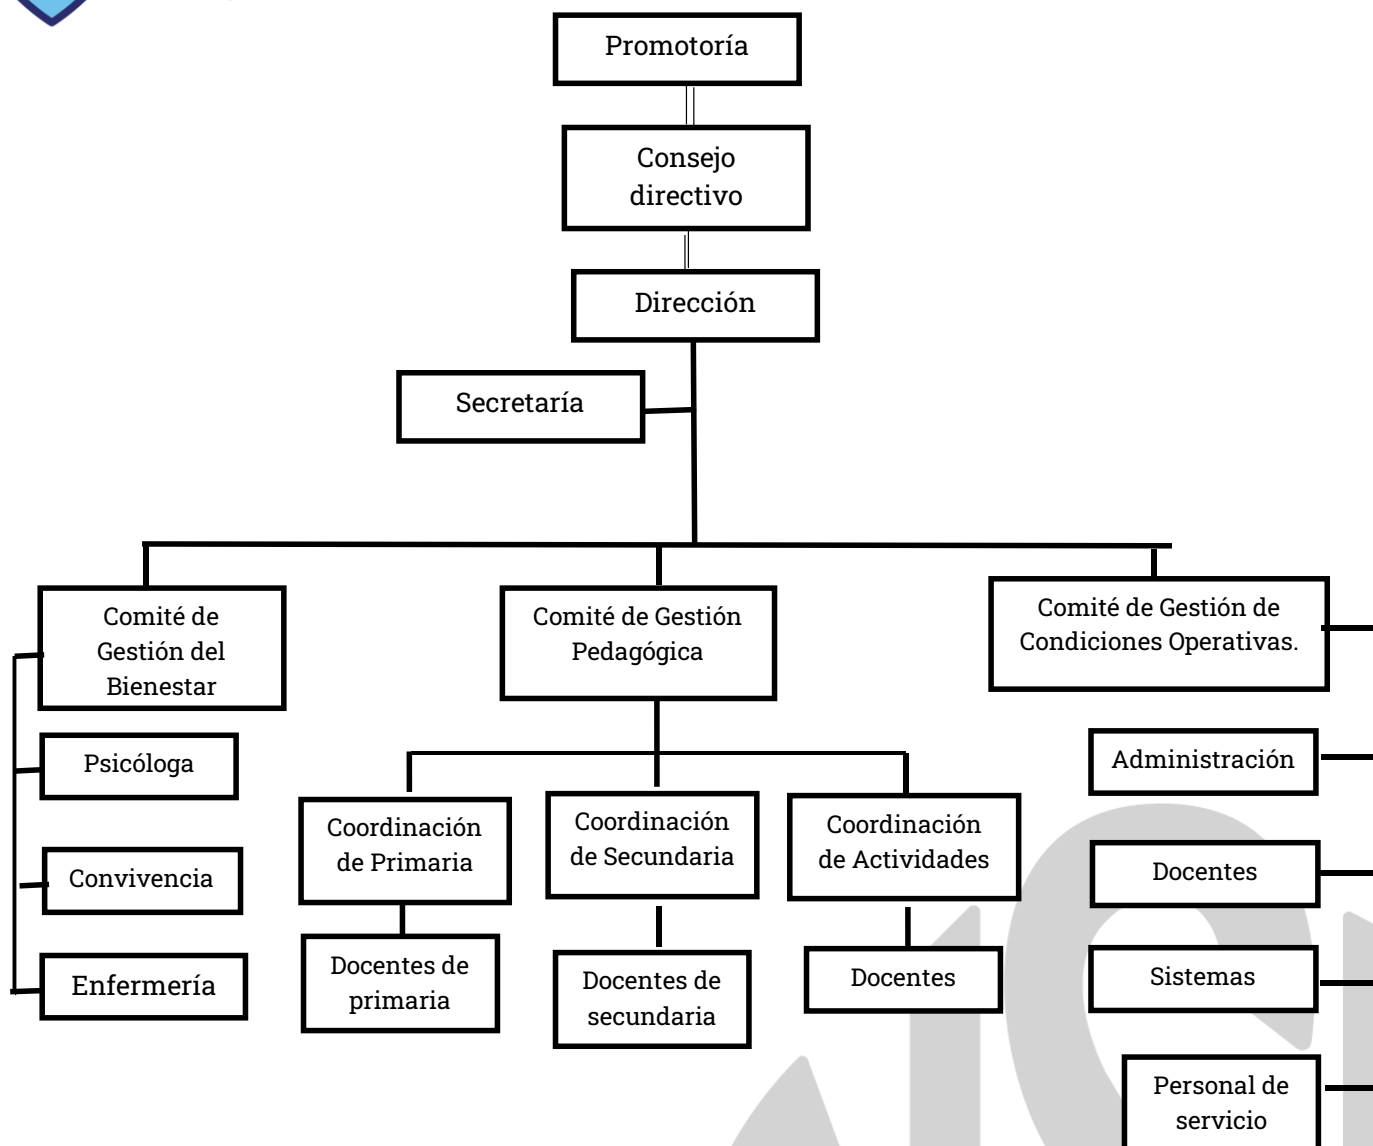 Promotoría
Consejo
directivo
Dirección
Secretaría
Comité de
Gestión del
Bienestar
Comité de Gestión
Pedagógica
Comité de Gestión de
Condiciones Operativas.
Psicóloga
Convivencia
Enfermería
Coordinación
de Primaria
Coordinación
de Secundaria
Coordinación
de Actividades
Docentes de
primaria
Docentes de
secundaria
Docentes
Administración
Docentes
Sistemas
Personal de
servicio